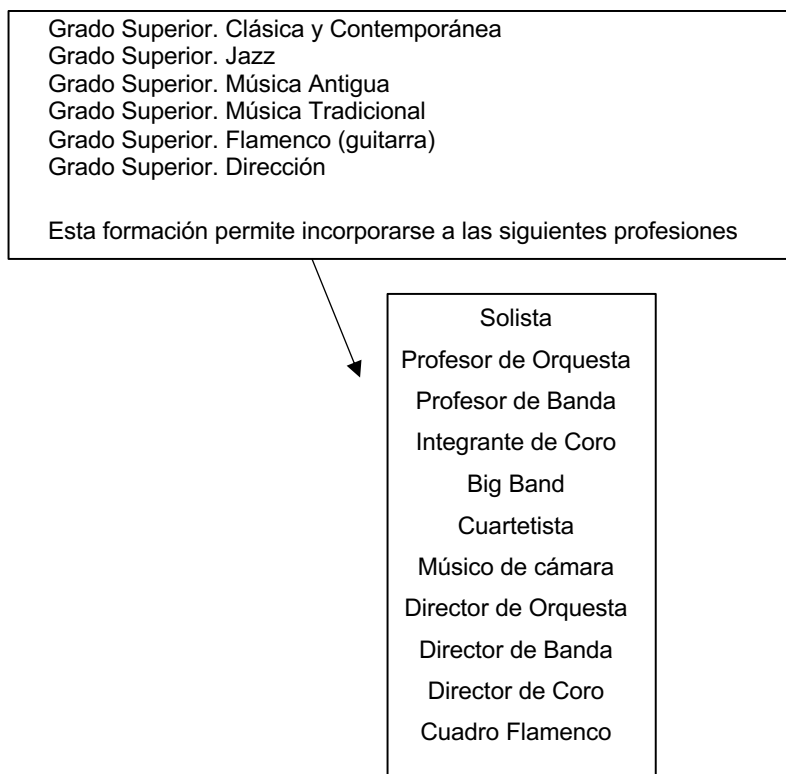 Grado Superior. Clásica y Contemporánea
Grado Superior. Jazz
Grado Superior. Música Antigua
Grado Superior. Música Tradicional
Grado Superior. Flamenco (guitarra)
Grado Superior. Dirección
Esta formación permite incorporarse a las siguientes profesiones
Solista
Profesor de Orquesta
Profesor de Banda
Integrante de Coro
Big Band
Cuartetista
Músico de cámara
Director de Orquesta
Director de Banda
Director de Coro
Cuadro Flamenco